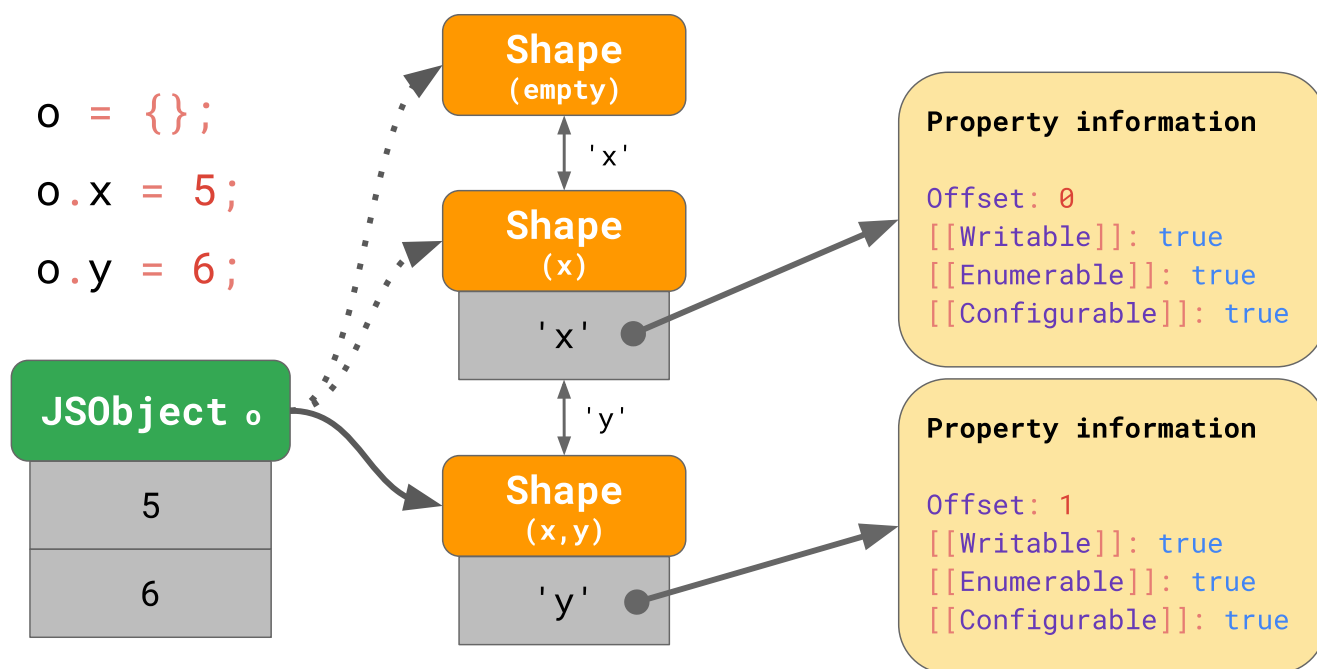 o = {};
o.x = 5;
o.y = 6;
JSObject o
5
6
Shape
(empty)
'x'
Shape
(x)
'x'
'y'
Shape
(x,y)
'y'
Property information
Offset: 0
[[Writable]]: true
[[Enumerable]]: true
[[Configurable]]: true
Property information
Offset: 1
[[Writable]]: true
[[Enumerable]]: true
[[Configurable]]: true